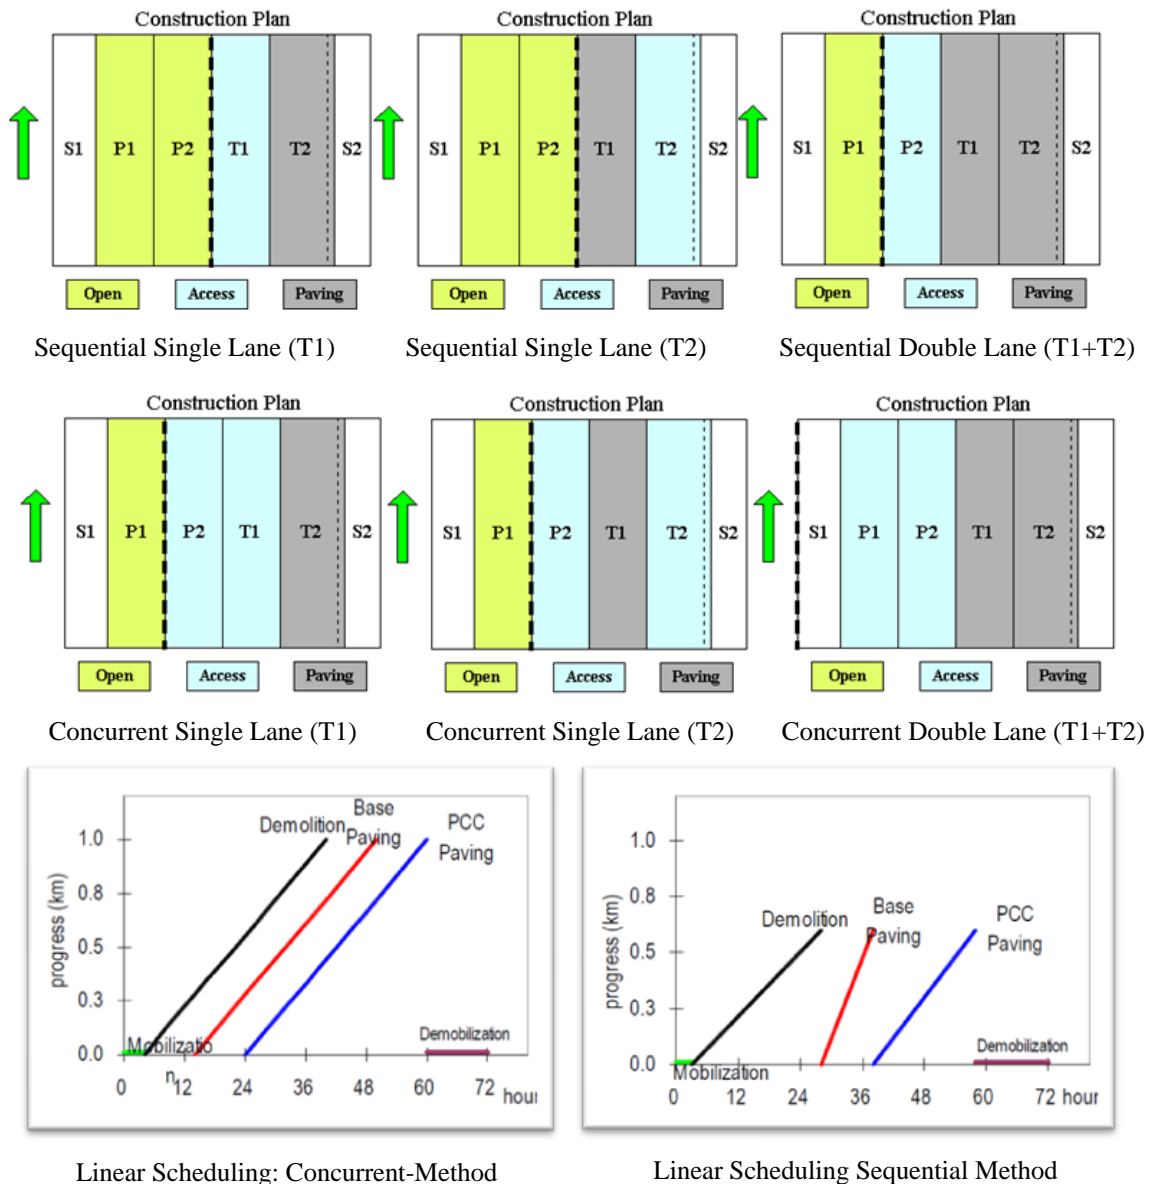 Construction Plan
S1 P1 P2 T1 T2 S2
Open Access Paving
Sequential Single Lane (T1)
Construction Plan
S1 P1 P2 T1 T2 S2
Open Access Paving
Sequential Single Lane (T2)
Construction Plan
S1 P1 P2 T1 T2 S2
Open Access Paving
Sequential Double Lane (T1+T2)
Construction Plan
S1 P1 P2 T1 T2 S2
Open Access Paving
Concurrent Single Lane (T1)
Construction Plan
S1 P1 P2 T1 T2 S2
Open Access Paving
Concurrent Single Lane (T2)
Construction Plan
S1 P1 P2 T1 T2 S2
Open Access Paving
Concurrent Double Lane (T1+T2)
progress (km)
1.0
0.8
0.5
0.3
0.0
Demolition
Base
Paving
PCC
Paving
Mobilizatio
n
Demobilization
0 12 24 36 48 60 72 hour
Linear Scheduling: Concurrent-Method
progress (km)
1.0
0.8
0.5
0.3
0.0
Demolition
Base
Paving
PCC
Paving
Mobilization
Demobilization
0 12 24 36 48 60 72 hour
Linear Scheduling Sequential Method